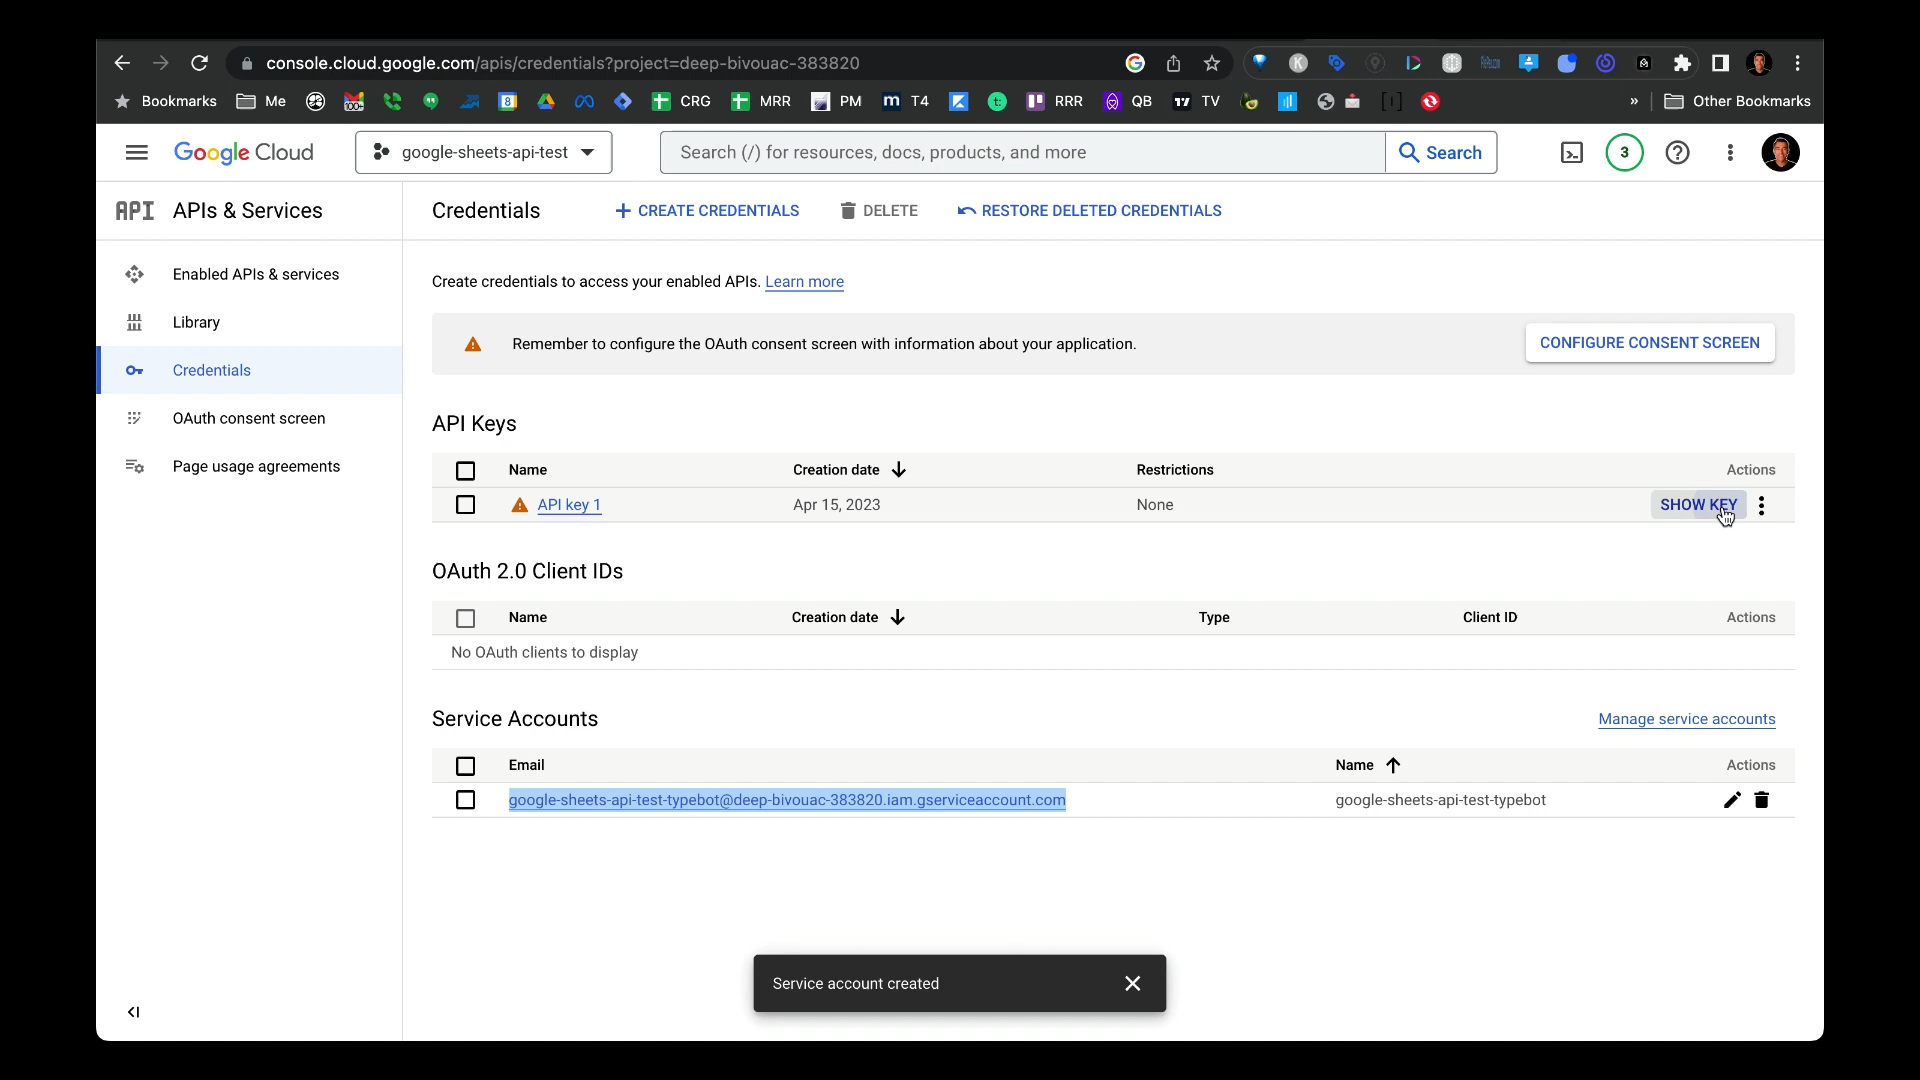 console.cloud.google.com/apis/credentials?project=deep-bivouac-383820
Bookmarks Me CRG MRR PM T4 RRR QB TV » Other Bookmarks
Google Cloud google-sheets-api-test Search (/) for resources, docs, products, and more Search 3
API APIs & Services
Credentials CREATE CREDENTIALS DELETE RESTORE DELETED CREDENTIALS
Enabled APIs & services
Library
Credentials
OAuth consent screen
Page usage agreements
Create credentials to access your enabled APIs. Learn more
Remember to configure the OAuth consent screen with information about your application. CONFIGURE CONSENT SCREEN
API Keys
Name Creation date Restrictions Actions
API key 1 Apr 15, 2023 None SHOW KEY
OAuth 2.0 Client IDs
Name Creation date Type Client ID Actions
No OAuth clients to display
Service Accounts Manage service accounts
Email Name Actions
google-sheets-api-test-typebot@deep-bivouac-383820.iam.gserviceaccount.com google-sheets-api-test-typebot
Service account created